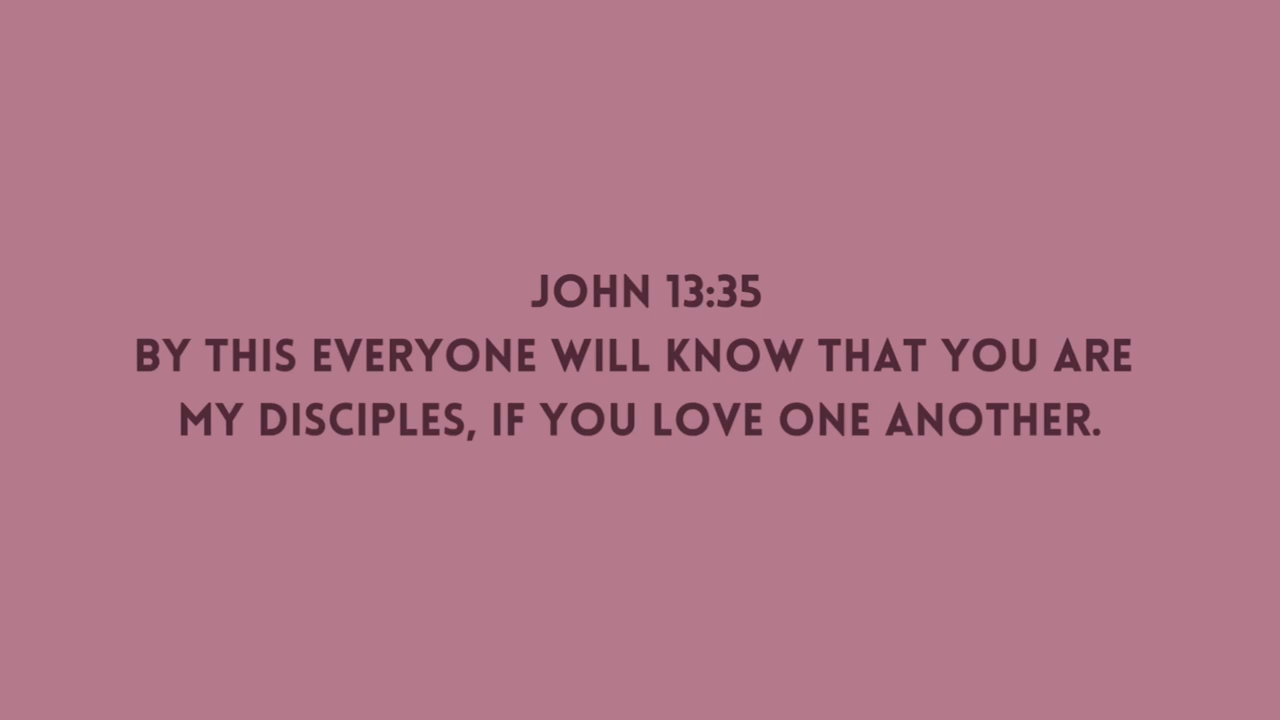 JOHN 13:35
BY THIS EVERYONE WILL KNOW THAT YOU ARE
MY DISCIPLES, IF YOU LOVE ONE ANOTHER.